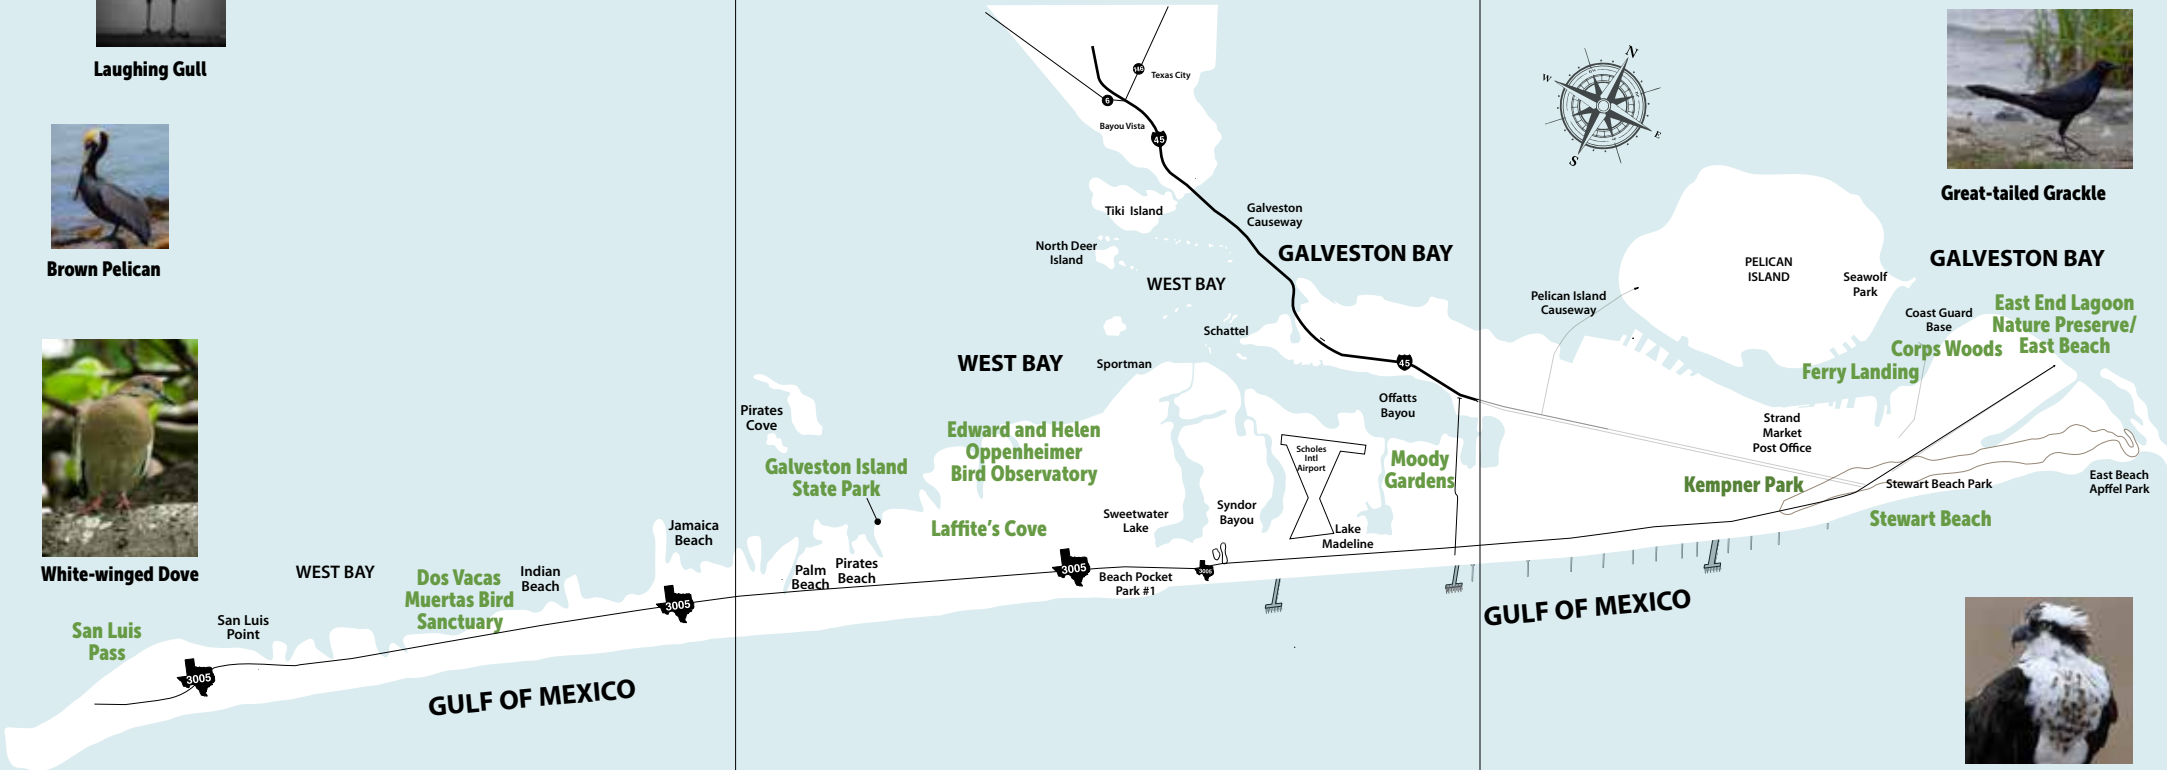 Laughing Gull
Brown Pelican
White-winged Dove
San Luis
Pass
3005
San Luis
Point
WEST BAY
Dos Vacas
Muertas Bird
Sanctuary
Indian
Beach
GULF OF MEXICO
Jamaica
Beach
3005
Pirates
Cove
Galveston Island
State Park
Palm
Beach
Pirates
Beach
146
Texas City
6
Bayou Vista
45
Tiki Island
North Deer
Island
Galveston
Causeway
GALVESTON BAY
WEST BAY
Schattel
WEST BAY
Sportman
45
Edward and Helen
Oppenheimer
Bird Observatory
Laffite's Cove
3005
Sweetwater
Lake
Beach Pocket
Park #1
3005
Syndor
Bayou
Scholes
Intl
Airport
Lake
Madeline
Offatts
Bayou
Moody
Gardens
GULF OF MEXICO
N
W
E
S
Great-tailed Grackle
GALVESTON BAY
PELICAN
ISLAND
Seawolf
Park
Pelican Island
Causeway
Coast Guard
Base
East End Lagoon
Nature Preserve/
East Beach
Corps Woods
Ferry Landing
Strand
Market
Post Office
Kempner Park
Stewart Beach Park
Stewart Beach
East Beach
Apffel Park